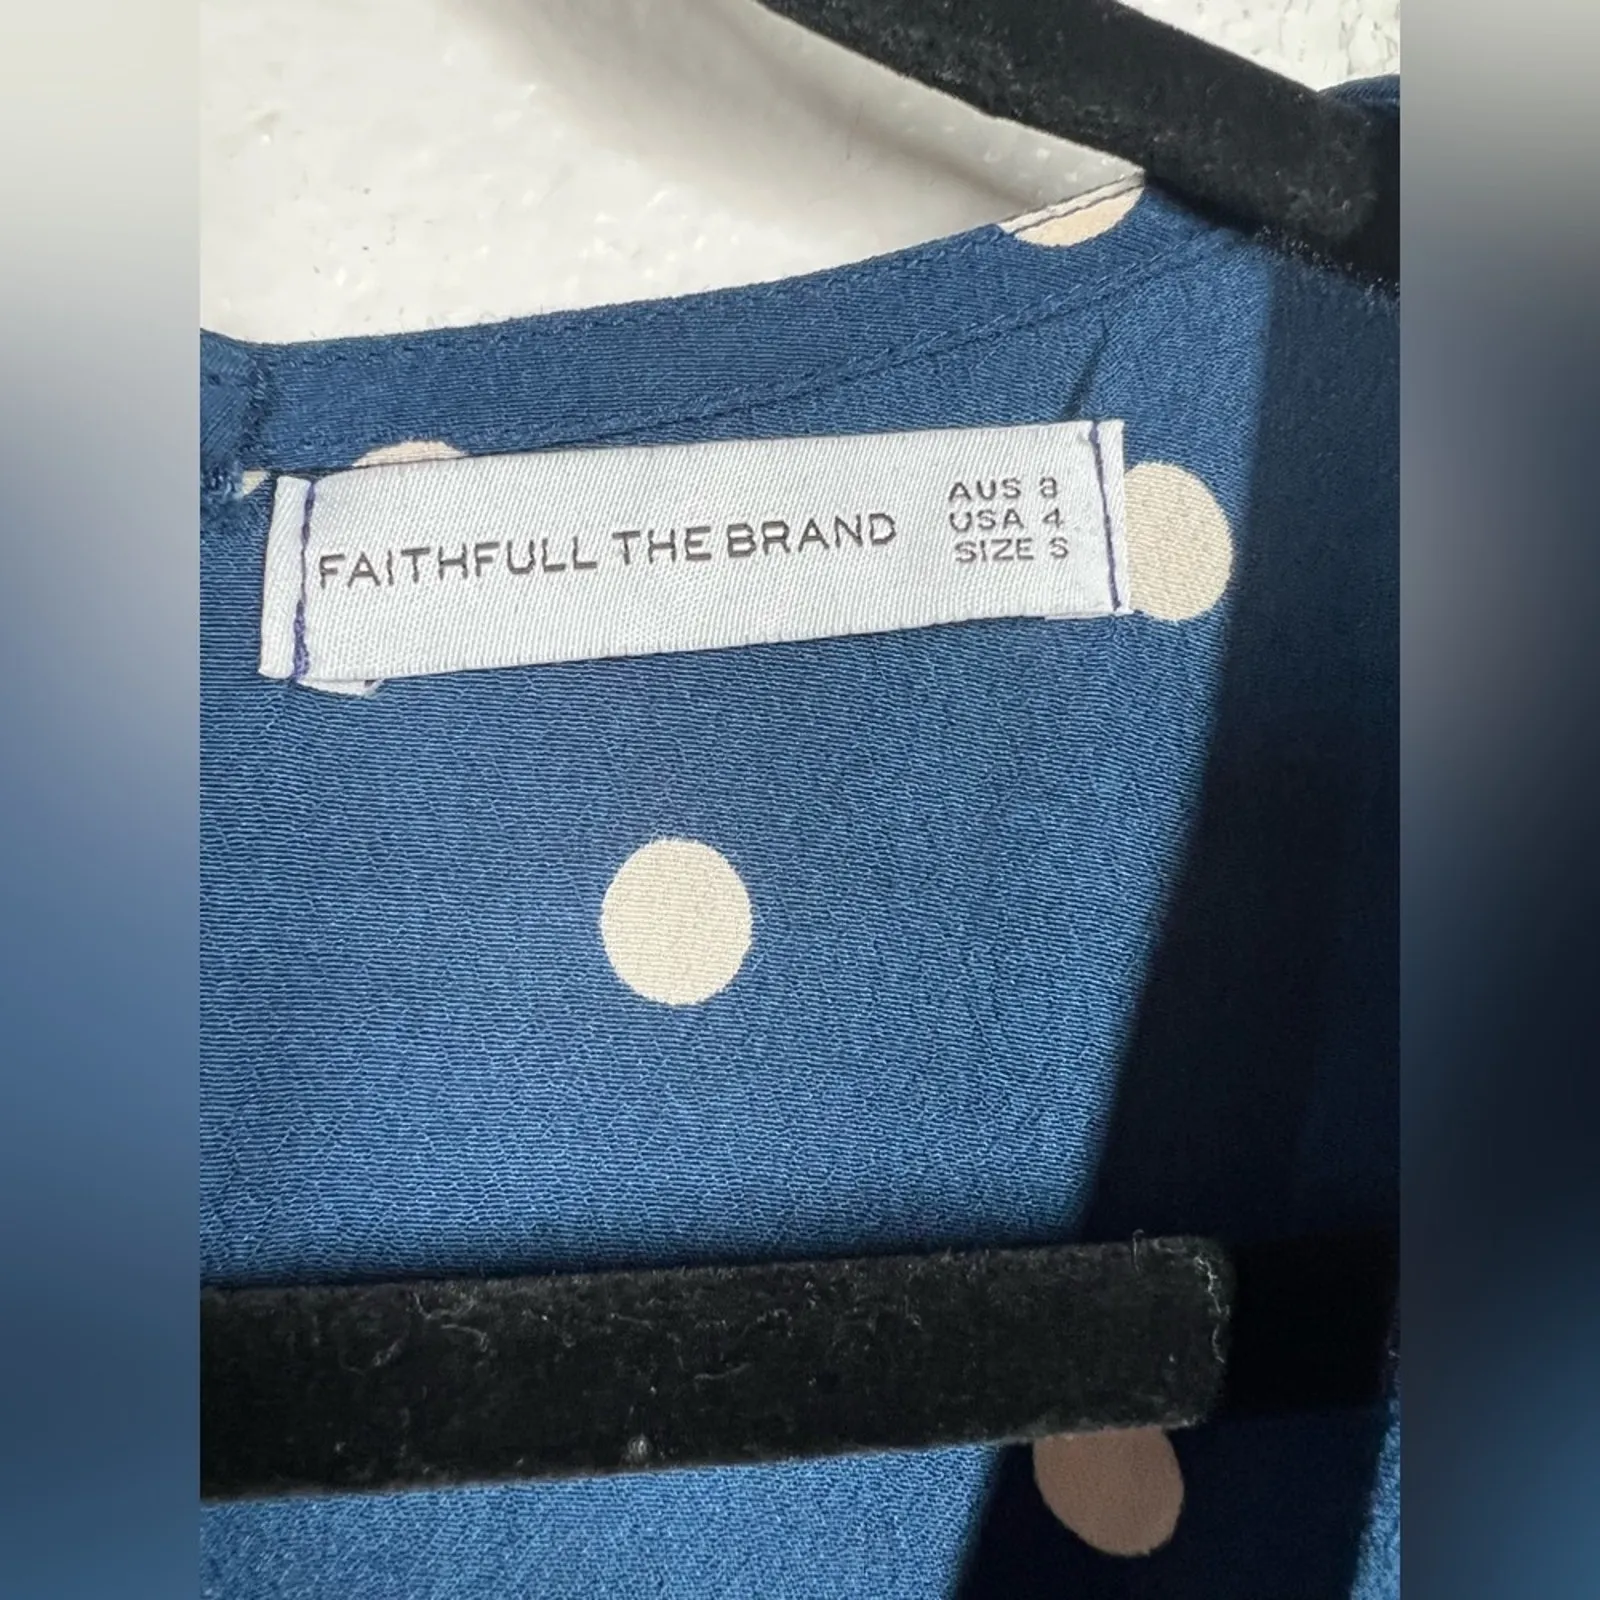 FAITHFULL THE BRAND
AUS 8
USA 4
SIZE S